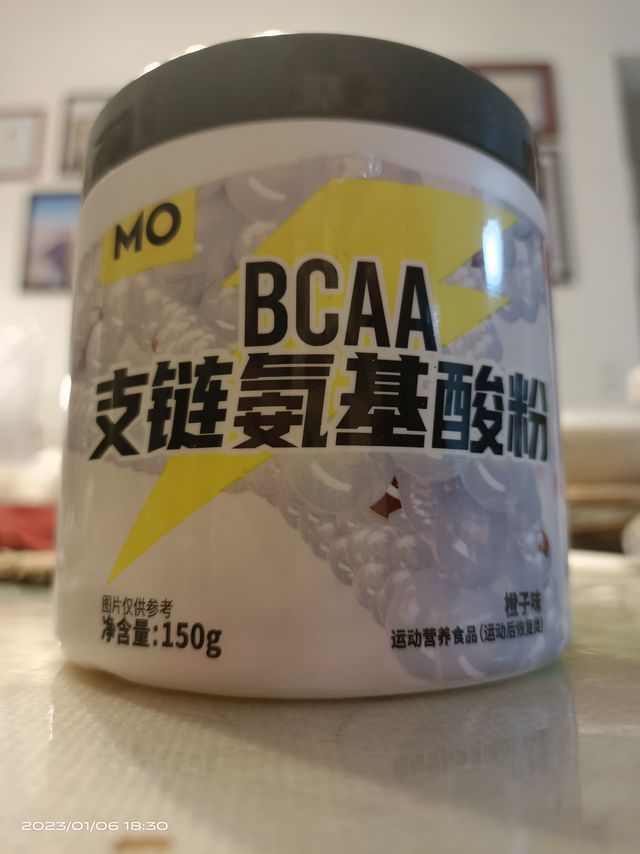 MO
BCAA
支链氨基酸粉
图片仅供参考
净含量:150g
橙子味
运动营养食品(运动后恢复类)
2023/01/06 18:30